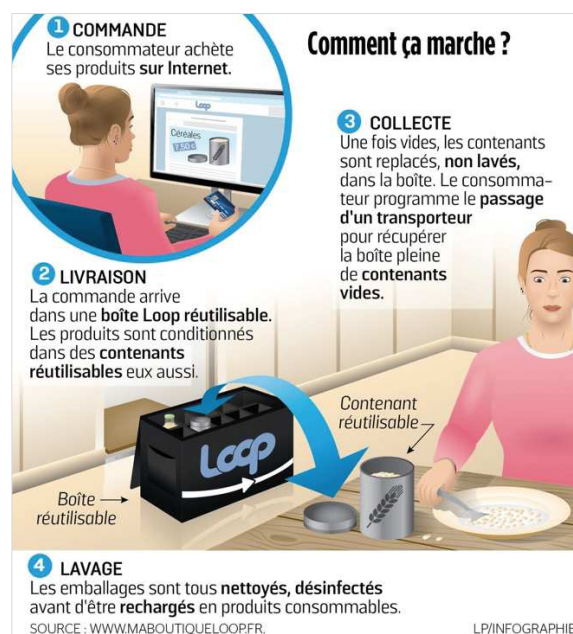 Comment ça marche ?
1 COMMANDE
Le consommateur achète
ses produits sur Internet.
Loop
Céréales
7,50 €
2 LIVRAISON
La commande arrive
dans une boîte Loop réutilisable.
Les produits sont conditionnés
dans des contenants
réutilisables eux aussi.
3 COLLECTE
Une fois vides, les contenants
sont replacés, non lavés,
dans la boîte. Le consomma-
teur programme le passage
d'un transporteur
pour récupérer
la boîte pleine
de contenants
vides.
Contenant
réutilisable
Loop
Boîte
réutilisable
4 LAVAGE
Les emballages sont tous nettoyés, désinfectés
avant d'être rechargés en produits consommables.
SOURCE : WWW.MABOUTIQUELOOP.FR.
LP/INFOGRAPHIE